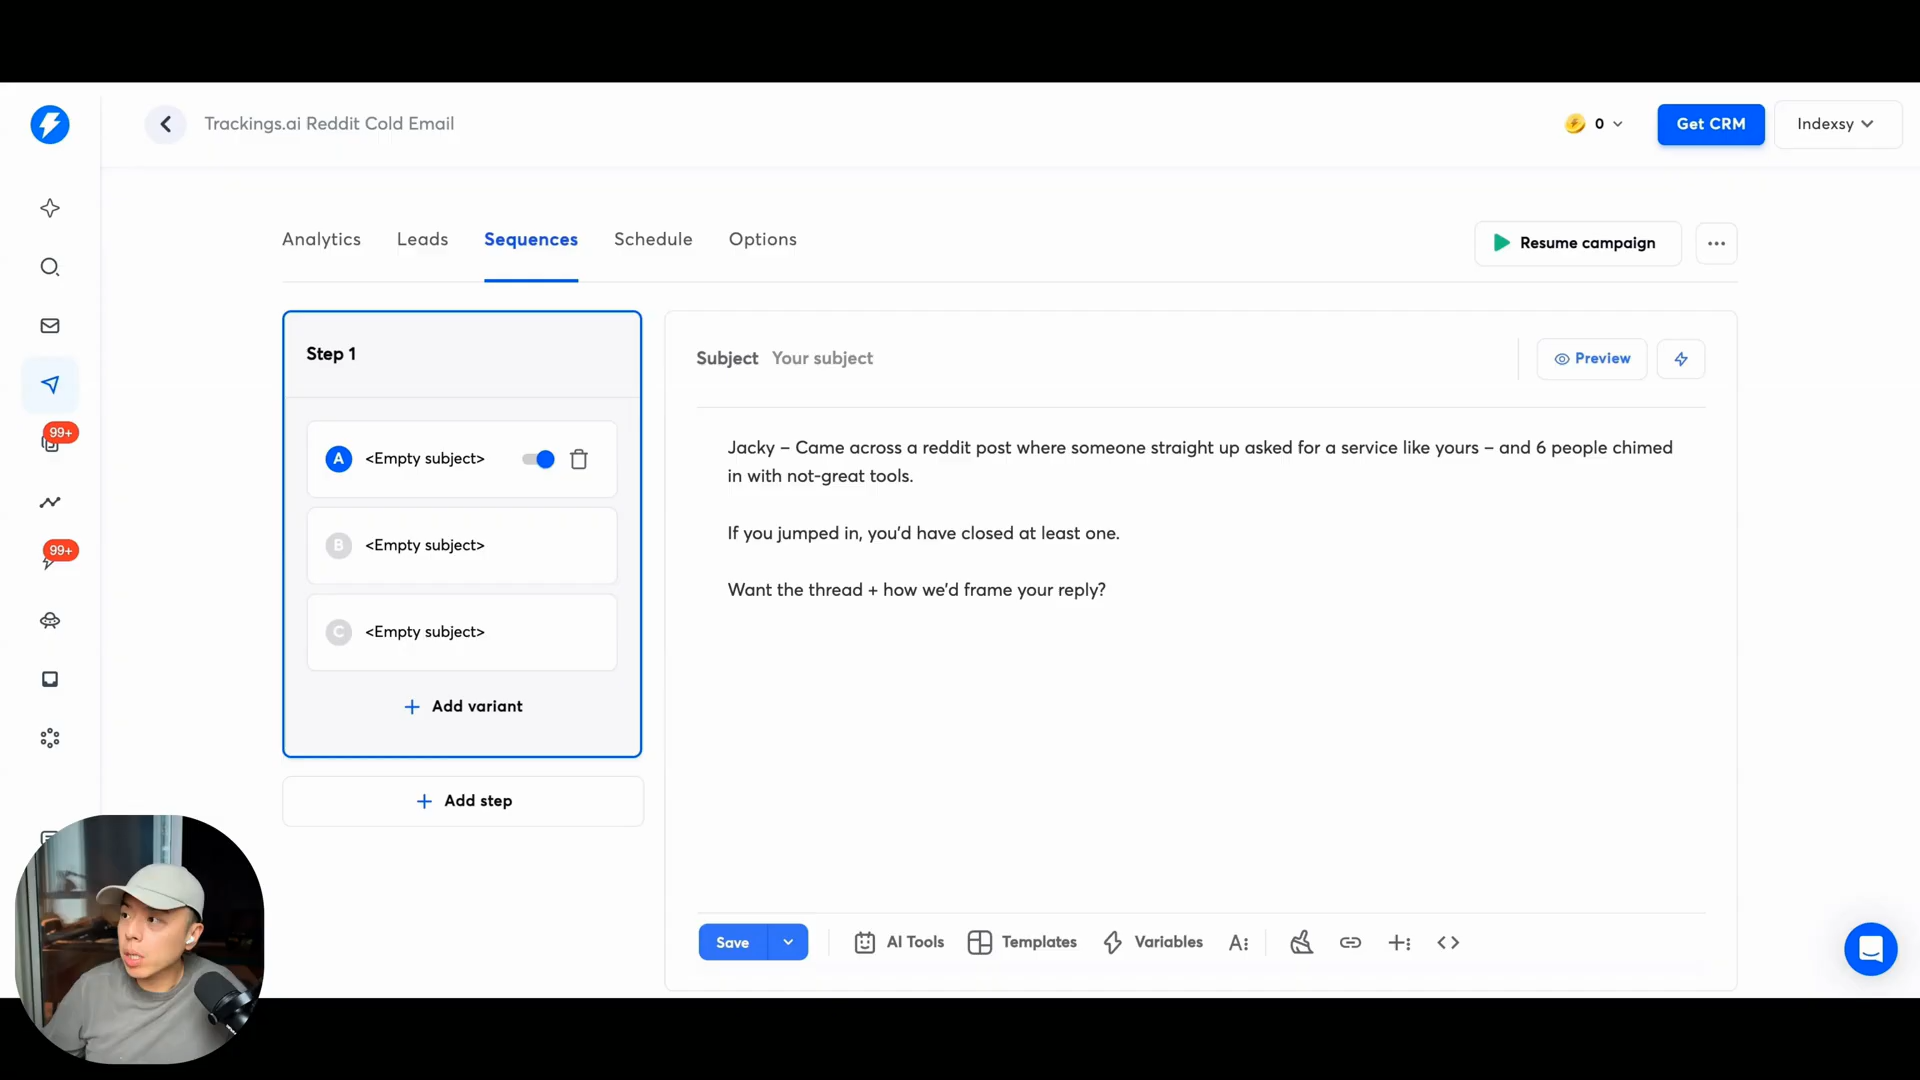 Trackings.ai Reddit Cold Email
0
Get CRM
Indexsy
Analytics
Leads
Sequences
Schedule
Options
Resume campaign
Step 1
A <Empty subject>
B <Empty subject>
C <Empty subject>
Add variant
Add step
Subject Your subject
Preview
Jacky – Came across a reddit post where someone straight up asked for a service like yours – and 6 people chimed
in with not-great tools.
If you jumped in, you’d have closed at least one.
Want the thread + how we’d frame your reply?
Save
AI Tools
Templates
Variables
A
99+
99+